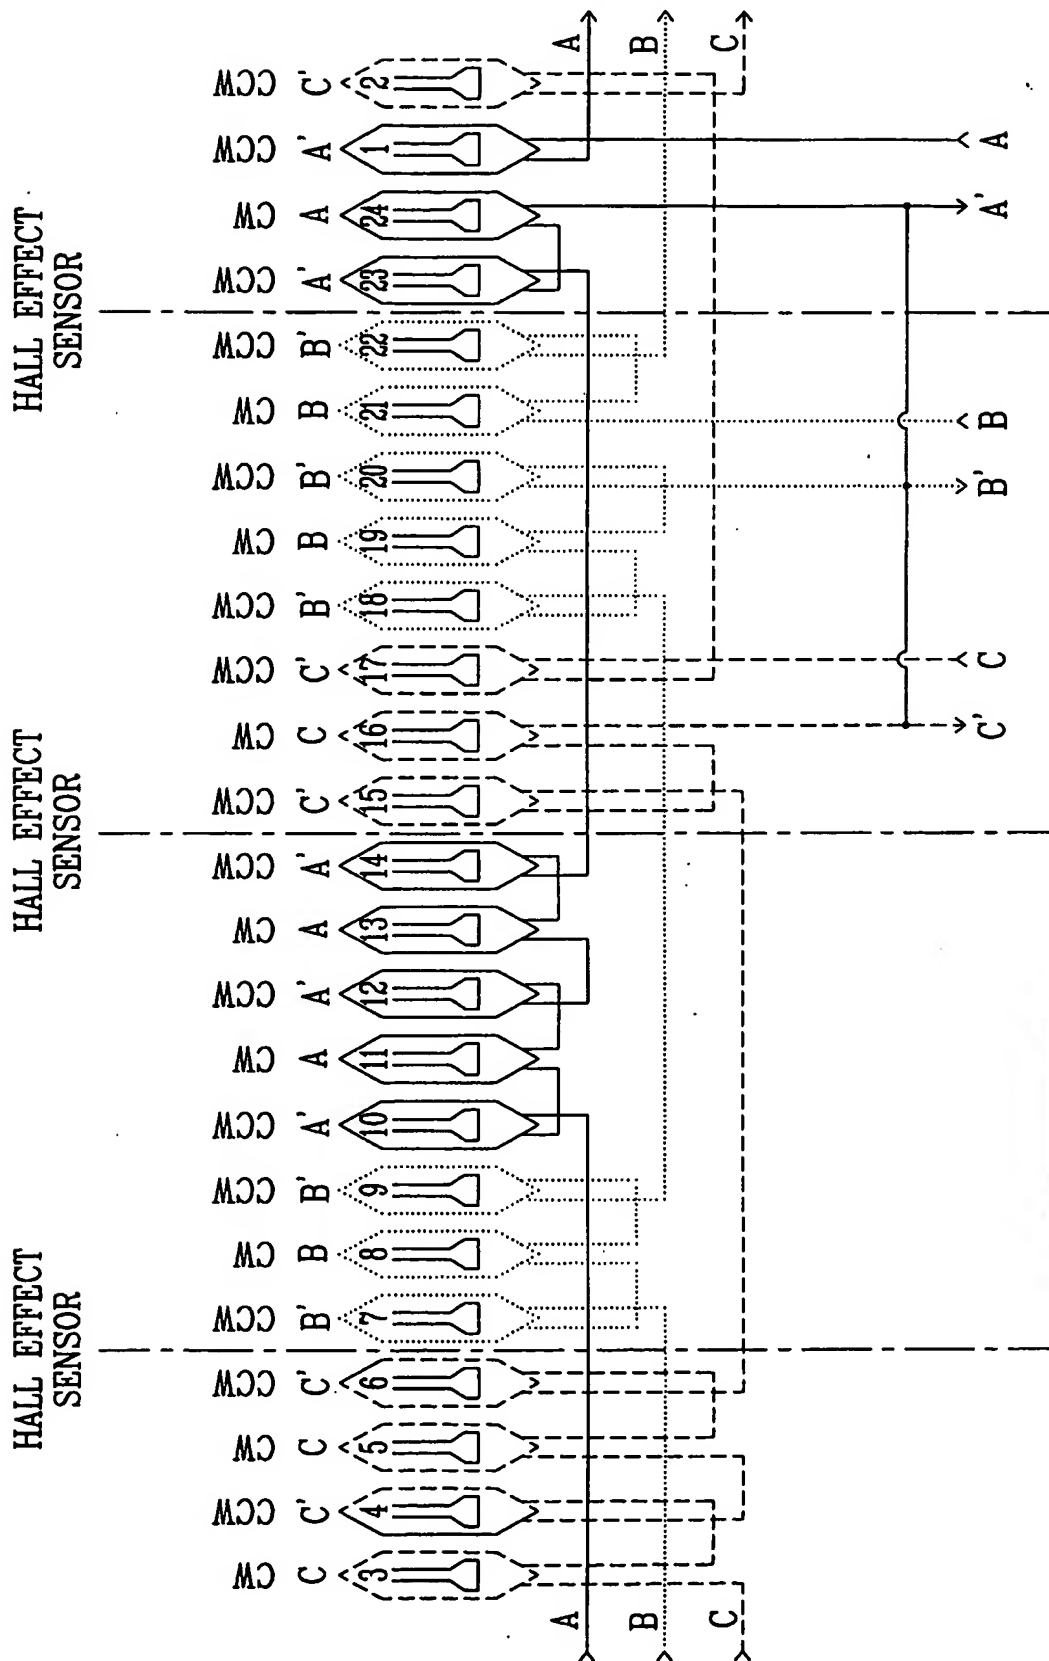 A B C
CCW C' 2
CCW A' 1 A
CW A 24 A'
HALL EFFECT
SENSOR
CCW A' 23
CCW B' 22
CW B 21 B
CCW B' 20 B'
CW B 19
CCW B' 18
CCW C' 17 C
CW C 16 C'
HALL EFFECT
SENSOR
CCW C' 15
CCW A' 14
CW A 13
CCW A' 12
CW A 11
CCW A' 10
CCW B' 9
CW B 8
CCW B' 7
HALL EFFECT
SENSOR
CCW C' 6
CW C 5
CCW C' 4
CW C 3
A B C